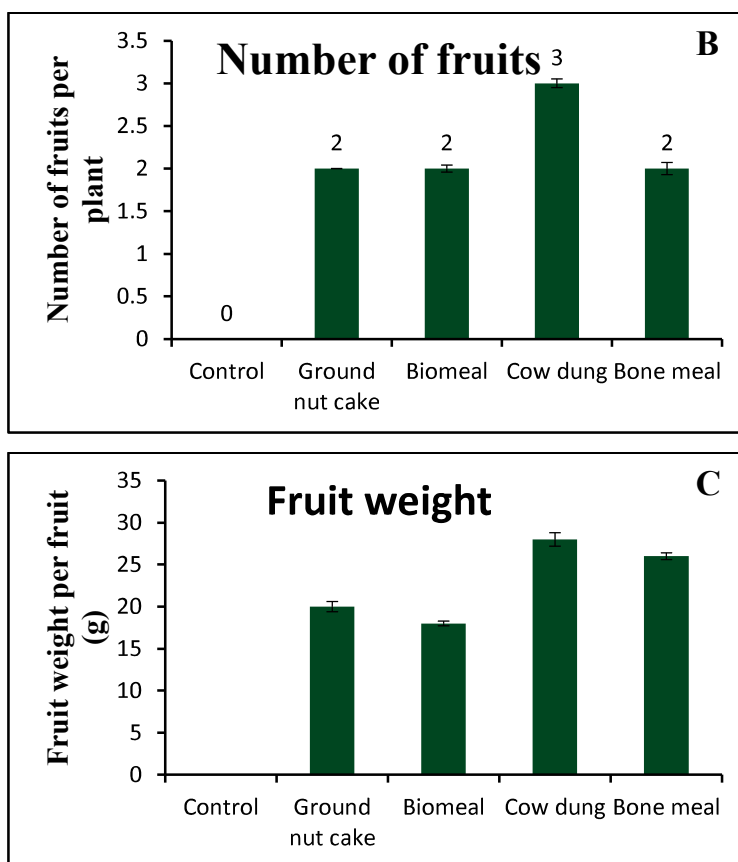 B
Number of fruits
Number of fruits per
plant
3.5
3
2.5
2
1.5
1
0.5
0
0
2
2
3
2
Control
Ground
nut cake
Biomeal
Cow dung
Bone meal
C
Fruit weight
Fruit weight per fruit
(g)
35
30
25
20
15
10
5
0
Control
Ground
nut cake
Biomeal
Cow dung
Bone meal